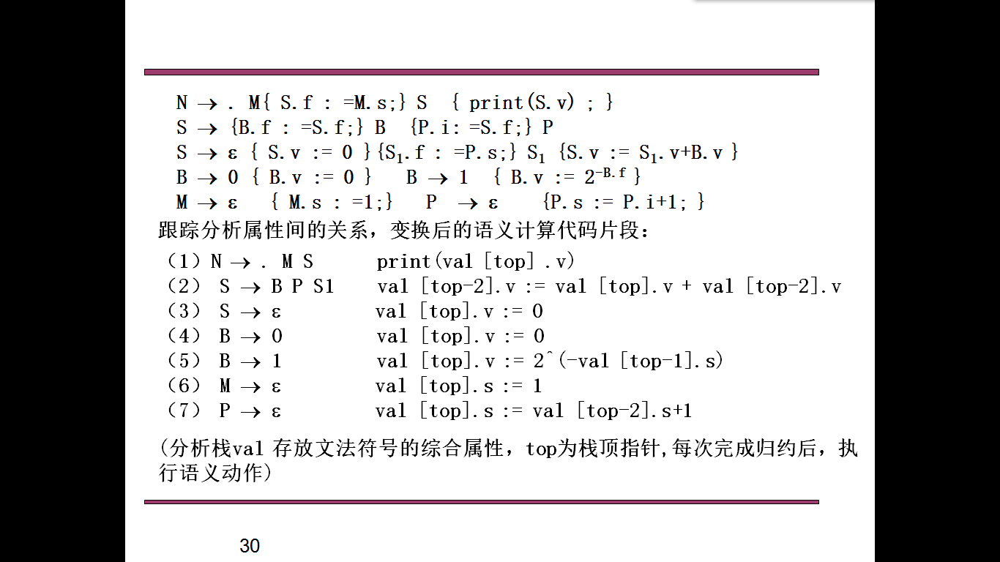 N → . M{ S.f : =M.s;} S { print(S.v) ; }
S → {B.f : =S.f;} B {P.i: =S.f;} P
S → ε { S.v := 0 }{S₁.f : =P.s;} S₁ {S.v := S₁.v+B.v }
B → 0 { B.v := 0 } B → 1 { B.v := 2⁻ᴮ·ᶠ }
M → ε { M.s : =1;} P → ε {P.s := P.i+1; }
跟踪分析属性间的关系，变换后的语义计算代码片段：
（1）N → . M S print(val [top] .v)
（2） S → B P S1 val [top-2].v := val [top].v + val [top-2].v
（3） S → ε val [top].v := 0
（4） B → 0 val [top].v := 0
（5） B → 1 val [top].v := 2^(-val [top-1].s)
（6） M → ε val [top].s := 1
（7） P → ε val [top].s := val [top-2].s+1
(分析栈val 存放文法符号的综合属性，top为栈顶指针,每次完成归约后，执
行语义动作)
30